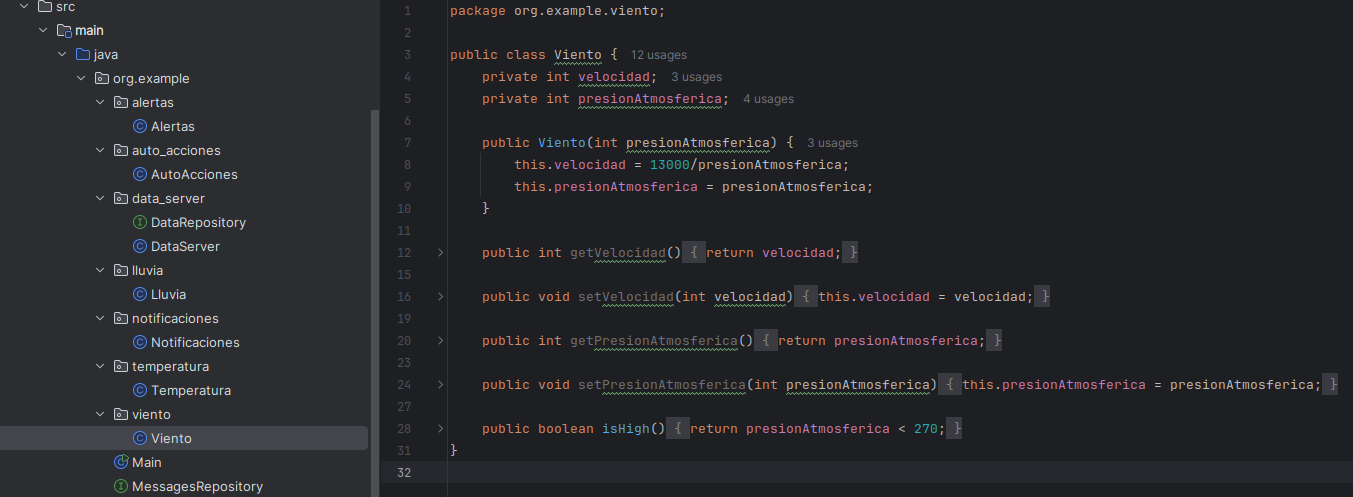 src
main
java
org.example
alertas
Alertas
auto_acciones
AutoAcciones
data_server
DataRepository
DataServer
lluvia
Lluvia
notificaciones
Notificaciones
temperatura
Temperatura
viento
Viento
Main
MessagesRepository
1 package org.example.viento;
2
3 public class Viento { 12 usages
4 private int velocidad; 3 usages
5 private int presionAtmosferica; 4 usages
6
7 public Viento(int presionAtmosferica) { 3 usages
8 this.velocidad = 13000/presionAtmosferica;
9 this.presionAtmosferica = presionAtmosferica;
10 }
11
12 public int getVelocidad() { return velocidad; }
15
16 public void setVelocidad(int velocidad) { this.velocidad = velocidad; }
19
20 public int getPresionAtmosferica() { return presionAtmosferica; }
23
24 public void setPresionAtmosferica(int presionAtmosferica) { this.presionAtmosferica = presionAtmosferica; }
27
28 public boolean isHigh() { return presionAtmosferica < 270; }
31 }
32